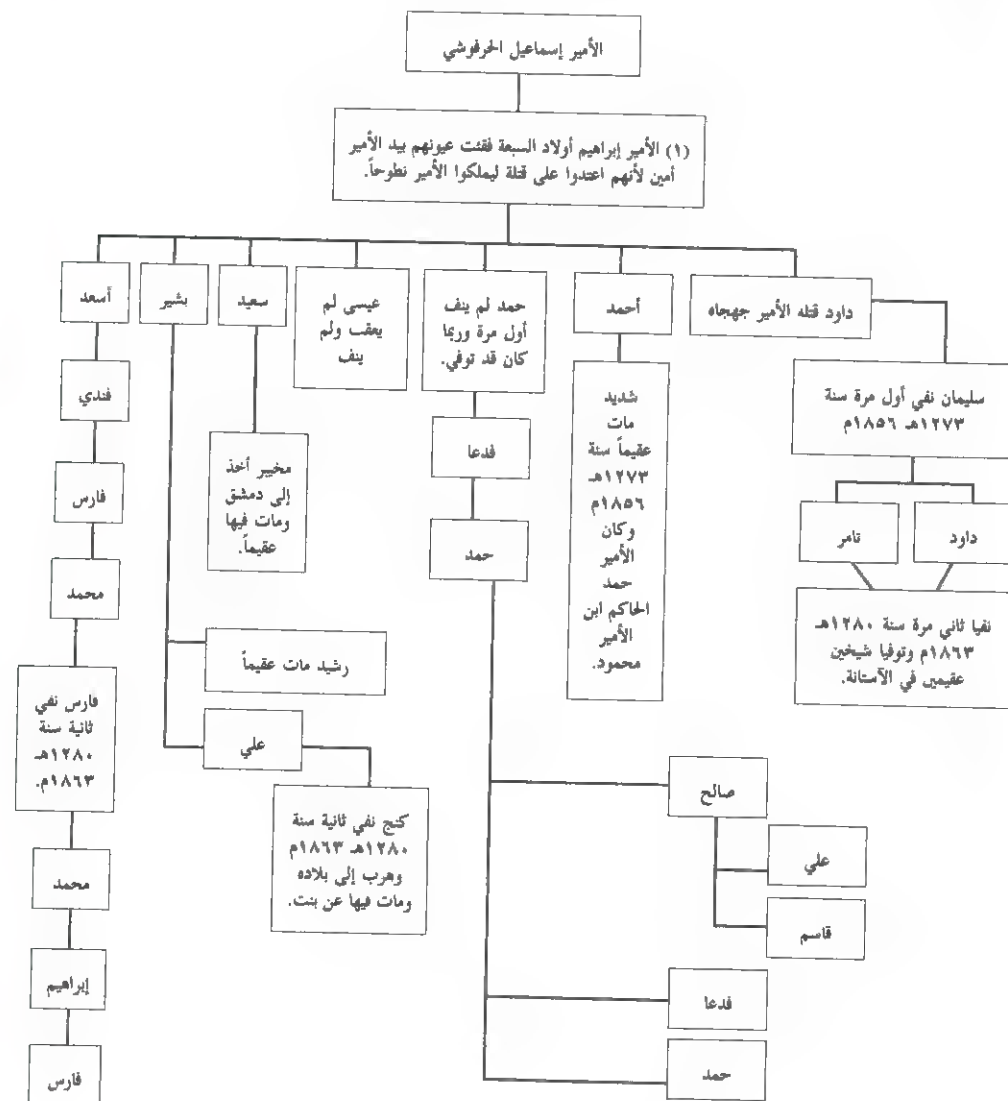 الأمير إسماعيل الحرفوشي
(١) الأمير إبراهيم أولاد السبعة فقئت عيونهم بيد الأمير
أمين لأنهم اعتدوا على قتلة ليملكوا الأمير نطوحاً.
داود قتله الأمير جهجاه
سليمان نفي أول مرة سنة
١٢٧٣هـ ١٨٥٦م
داود
تامر
نفيا ثاني مرة سنة ١٢٨٠هـ
١٨٦٣م وتوفيا شيخين
عقيمين في الآستانة.
أحمد
شديد
مات
عقيماً سنة
١٢٧٣هـ
١٨٥٦م
وكان
الأمير
حمد
الحاكم ابن
الأمير
محمود.
حمد لم ينف
أول مرة وربما
كان قد توفي.
فدعا
حمد
صالح
علي
قاسم
فدعا
حمد
عيسى لم
يعقب ولم
ينف
سعيد
مخيبر أخذ
إلى دمشق
ومات فيها
عقيماً.
بشير
رشيد مات عقيماً
علي
كنج نفي ثانية سنة
١٢٨٠هـ ١٨٦٣م
وهرب إلى بلاده
ومات فيها عن بنت.
أسعد
فندي
فارس
محمد
فارس نفي
ثانية سنة
١٢٨٠هـ
١٨٦٣م.
محمد
إبراهيم
فارس